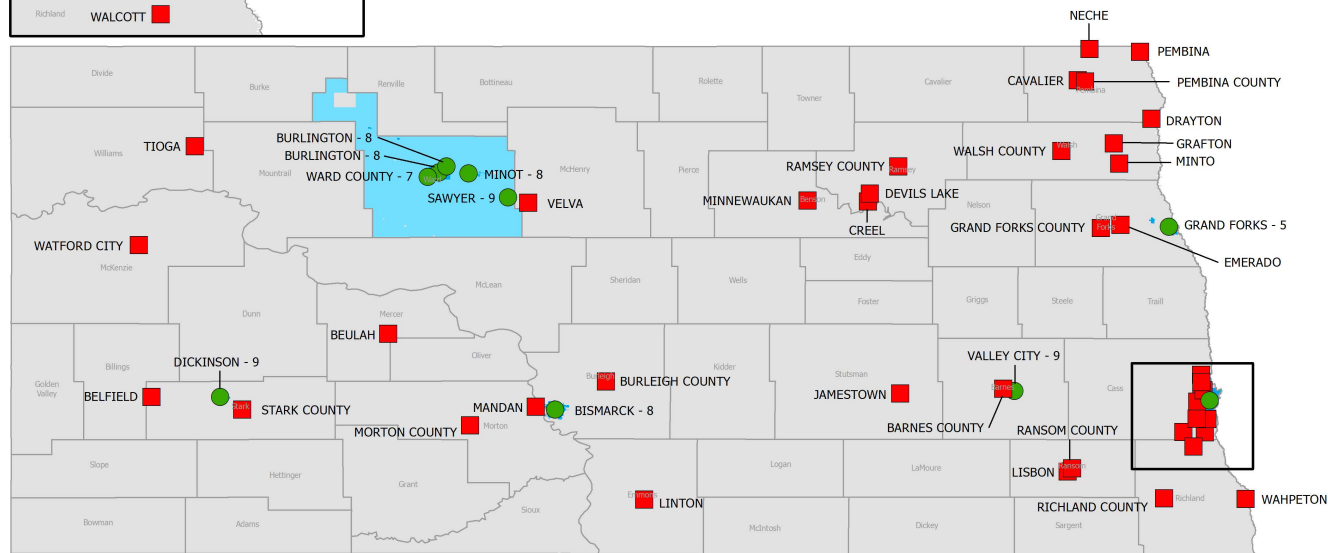 Richland
WALCOTT
NECHE
PEMBINA
Divide
Burke
Renville
Bottineau
Rolette
Towner
Cavalier
CAVALIER
PEMBINA COUNTY
Pembina
DRAYTON
BURLINGTON - 8
TIOGA
Williams
Mountrail
BURLINGTON - 8
WARD COUNTY - 7
Ward
MINOT - 8
McHenry
Pierce
RAMSEY COUNTY
Ramsey
WALSH COUNTY
Walsh
GRAFTON
MINTO
SAWYER - 9
VELVA
MINNEWAUKAN
Benson
DEVILS LAKE
CREEL
Nelson
GRAND FORKS COUNTY
Grand
Forks
GRAND FORKS - 5
EMERADO
WATFORD CITY
McKenzie
McLean
Sheridan
Wells
Eddy
Foster
Griggs
Steele
Traill
Dunn
Mercer
BEULAH
Oliver
DICKINSON - 9
Billings
Golden
Valley
BELFIELD
Stark
STARK COUNTY
MORTON COUNTY
Morton
MANDAN
BISMARCK - 8
Burleigh
BURLEIGH COUNTY
Kidder
Stutsman
JAMESTOWN
VALLEY CITY - 9
Barnes
BARNES COUNTY
Cass
RANSOM COUNTY
Slope
Hettinger
Grant
Sioux
Emmons
LINTON
Logan
LaMoure
LISBON
Ransom
RICHLAND COUNTY
Richland
WAHPETON
Bowman
Adams
McIntosh
Dickey
Sargent